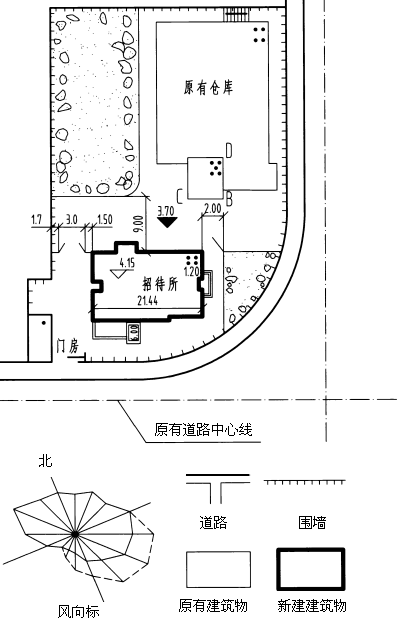 原有仓库
D
C
B
1.7
3.0
1.50
9.00
3.70
2.00
4.15
1.20
招待所
21.44
6.00
门房
原有道路中心线
北
道路
围墙
风向标
原有建筑物
新建建筑物